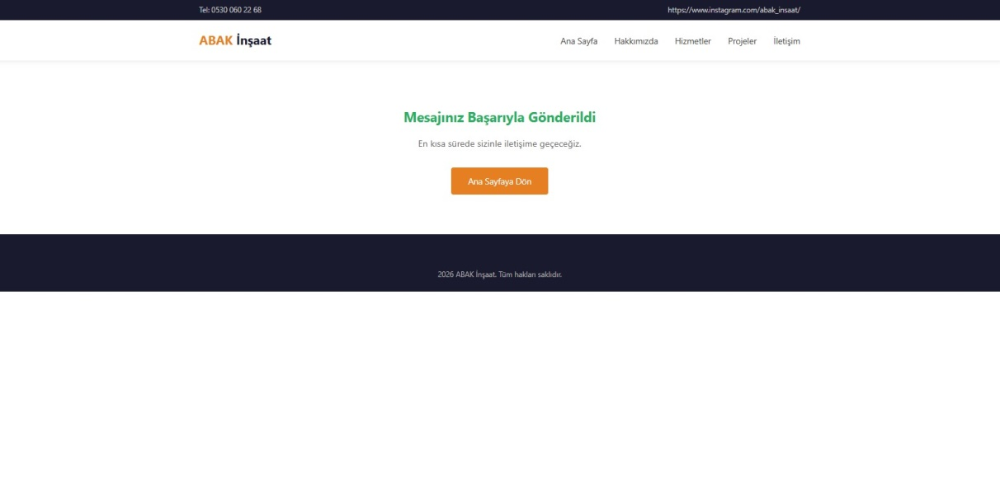 Tel: 0530 060 22 68
https://www.instagram.com/abak_insaat/
ABAK İnşaat
Ana Sayfa
Hakkımızda
Hizmetler
Projeler
İletişim
Mesajınız Başarıyla Gönderildi
En kısa sürede sizinle iletişime geçeceğiz.
Ana Sayfaya Dön
2026 ABAK İnşaat. Tüm hakları saklıdır.